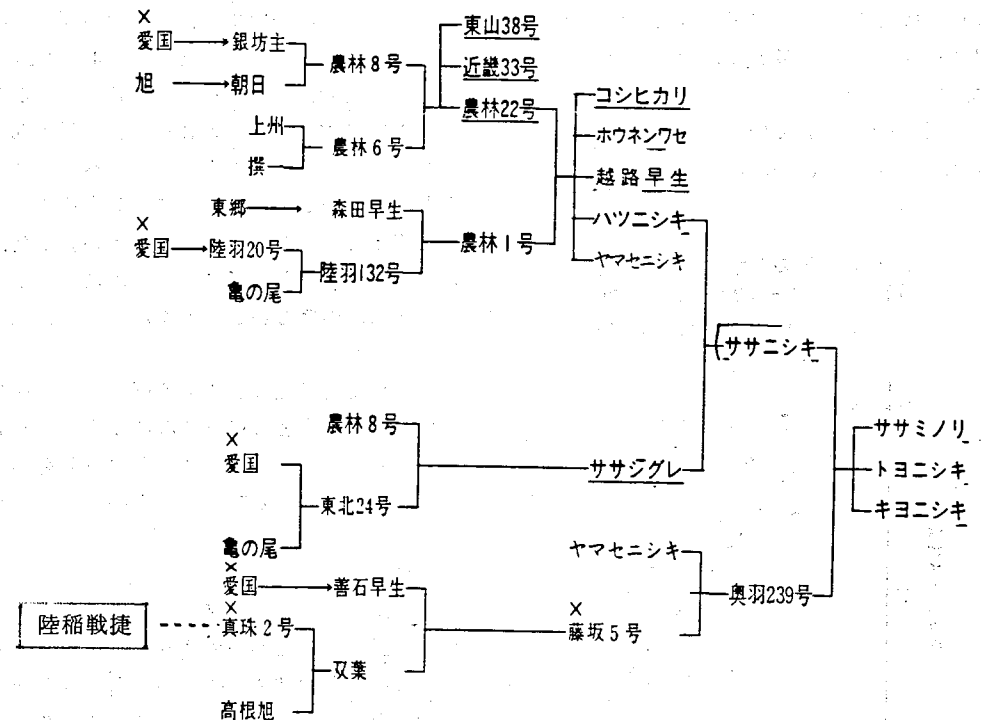 ×
愛国 銀坊主
旭 朝日
農林8号
上州
撰
農林6号
東山38号
近畿33号
農林22号
東郷 森田早生
×
愛国 陸羽20号
亀の尾
陸羽132号
農林1号
コシヒカリ
ホウネンワセ
越路早生
ハツニシキ
ヤマセニシキ
ササニシキ
農林8号
×
愛国
亀の尾
東北24号
ササシグレ
×
愛国 善石早生
×
陸稲戦捷 真珠2号
高根旭
双葉
ヤマセニシキ
×
藤坂5号
奥羽239号
ササミノリ
トヨニシキ
キヨニシキ